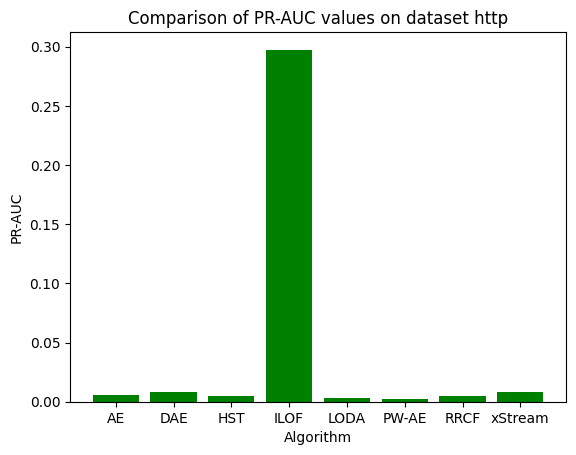 Comparison of PR-AUC values on dataset http
0.30
0.25
0.20
0.15
0.10
0.05
0.00
PR-AUC
AE DAE HST ILOF LODA PW-AE RRCF xStream
Algorithm